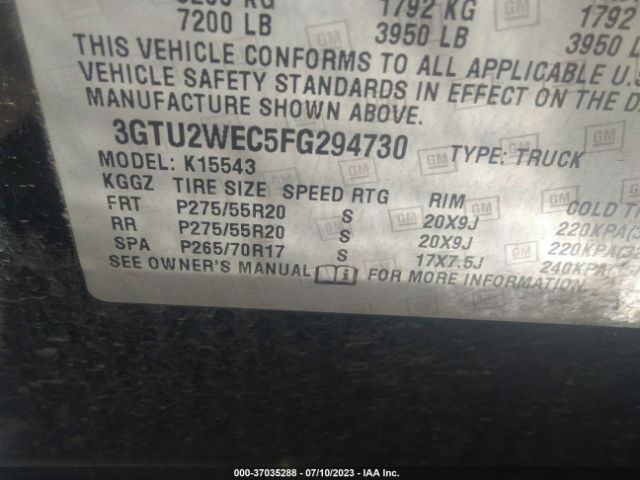 7200 LB 3950 LB 3950 L
THIS VEHICLE CONFORMS TO ALL APPLICABLE U.S
VEHICLE SAFETY STANDARDS IN EFFECT ON THE D
MANUFACTURE SHOWN ABOVE.
3GTU2WEC5FG294730 TYPE: TRUCK
MODEL: K15543
KGGZ TIRE SIZE SPEED RTG RIM COLD T
FRT P275/55R20 S 20X9J 220KPA(3
RR P275/55R20 S 20X9J 220KPA(3
SPA P265/70R17 S 17X7.5J 240KPA(
SEE OWNER'S MANUAL FOR MORE INFORMATION.
000-37035288 - 07/10/2023 - IAA Inc.